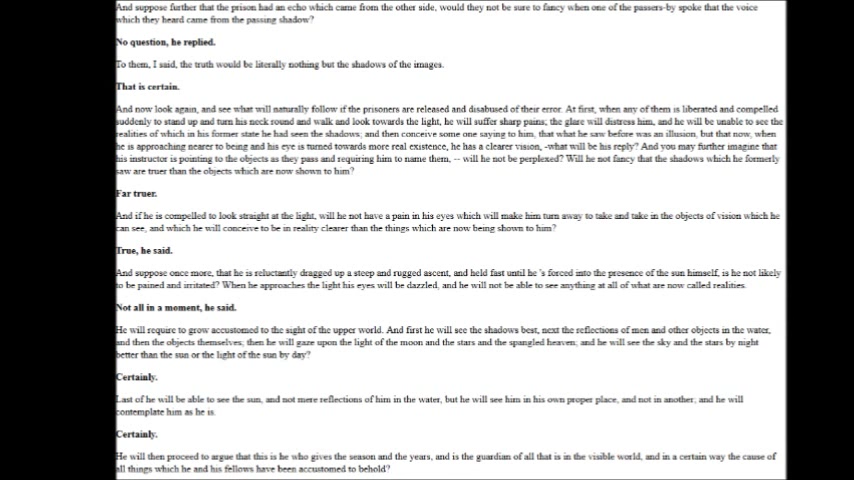 And suppose further that the prison had an echo which came from the other side, would they not be sure to fancy when one of the passers-by spoke that the voice
which they heard came from the passing shadow?
No question, he replied.
To them, I said, the truth would be literally nothing but the shadows of the images.
That is certain.
And now look again, and see what will naturally follow if the prisoners are released and disabused of their error. At first, when any of them is liberated and compelled
suddenly to stand up and turn his neck round and walk and look towards the light, he will suffer sharp pains; the glare will distress him, and he will be unable to see the
realities of which in his former state he had seen the shadows; and then conceive some one saying to him, that what he saw before was an illusion, but that now, when
he is approaching nearer to being and his eye is turned towards more real existence, he has a clearer vision, -what will be his reply? And you may further imagine that
his instructor is pointing to the objects as they pass and requiring him to name them, -- will he not be perplexed? Will he not fancy that the shadows which he formerly
saw are truer than the objects which are now shown to him?
Far truer.
And if he is compelled to look straight at the light, will he not have a pain in his eyes which will make him turn away to take and take in the objects of vision which he
can see, and which he will conceive to be in reality clearer than the things which are now being shown to him?
True, he said.
And suppose once more, that he is reluctantly dragged up a steep and rugged ascent, and held fast until he 's forced into the presence of the sun himself, is he not likely
to be pained and irritated? When he approaches the light his eyes will be dazzled, and he will not be able to see anything at all of what are now called realities.
Not all in a moment, he said.
He will require to grow accustomed to the sight of the upper world. And first he will see the shadows best, next the reflections of men and other objects in the water,
and then the objects themselves; then he will gaze upon the light of the moon and the stars and the spangled heaven; and he will see the sky and the stars by night
better than the sun or the light of the sun by day?
Certainly.
Last of he will be able to see the sun, and not mere reflections of him in the water, but he will see him in his own proper place, and not in another; and he will
contemplate him as he is.
Certainly.
He will then proceed to argue that this is he who gives the season and the years, and is the guardian of all that is in the visible world, and in a certain way the cause of
all things which he and his fellows have been accustomed to behold?